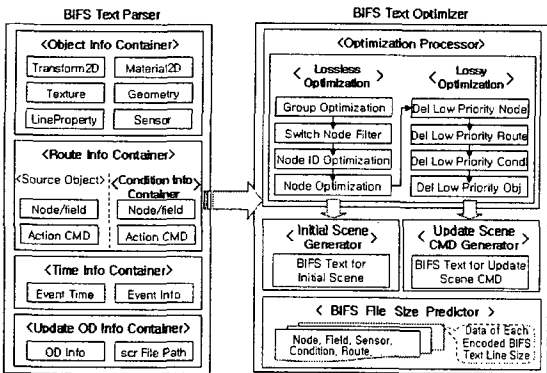 BIFS Text Parser
<Object Info Container>
Transform2D
Material2D
Texture
Geometry
LineProperty
Sensor
<Route Info Container>
<Source Object>
<Condition Info
Container>
Node/field
Node/field
Action CMD
Action CMD
<Time Info Container>
Event Time
Event Info
<Update OD Info Container>
OD Info
scr File Path
BIFS Text Optimizer
<Optimization Processor>
< Lossless
Optimization >
Group Optimization
Switch Node Filter
Node ID Optimization
Node Optimization
< Lossy
Optimization >
Del Low Priority Node
Del Low Priority Route
Del Low Priority Condi
Del Low Priority Obj
< Initial Scene
Generator >
BIFS Text for
Initial Scene
< Update Scene
CMD Generator >
BIFS Text for Update
Scene CMD
< BIFS File Size Predictor >
Node, Field, Sensor,
Condition, Route,
Data of Each
Encoded BIFS
Text Line Size